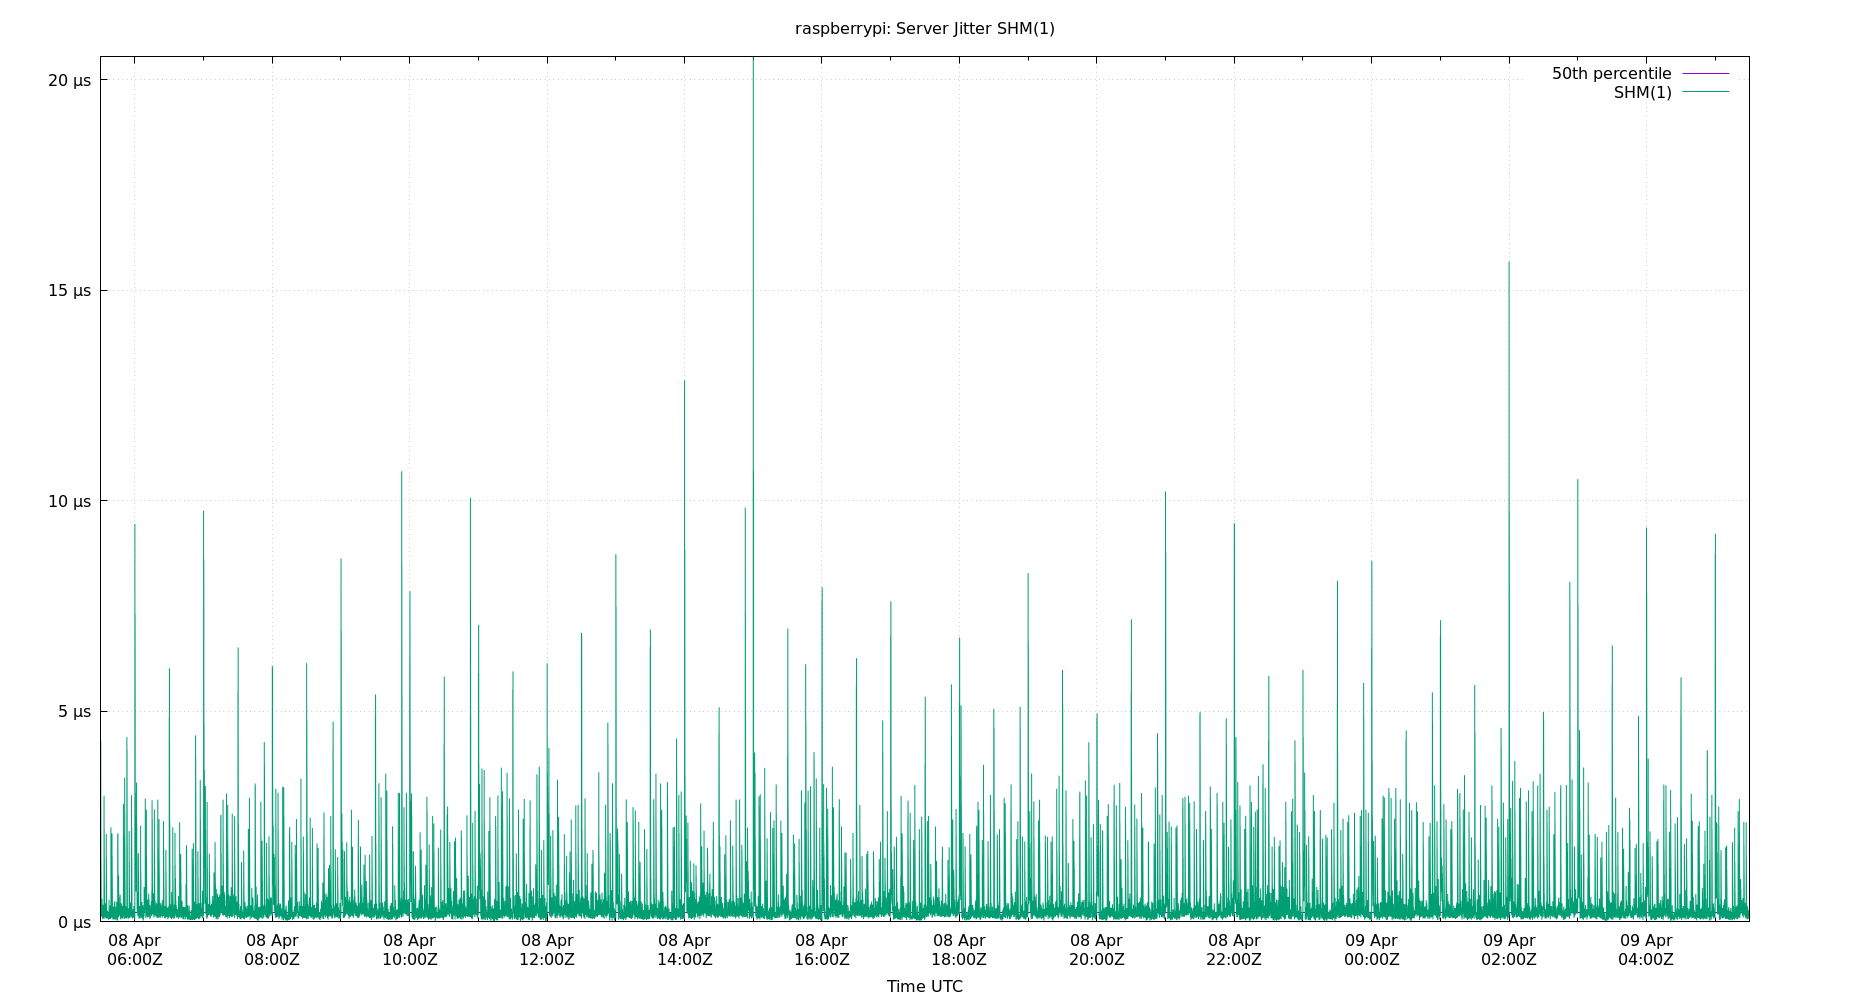 raspberrypi: Server Jitter SHM(1)
50th percentile
SHM(1)
20 µs
15 µs
10 µs
5 µs
0 µs
08 Apr 08 Apr 08 Apr 08 Apr 08 Apr 08 Apr 08 Apr 08 Apr 08 Apr 09 Apr 09 Apr 09 Apr
06:00Z 08:00Z 10:00Z 12:00Z 14:00Z 16:00Z 18:00Z 20:00Z 22:00Z 00:00Z 02:00Z 04:00Z
Time UTC